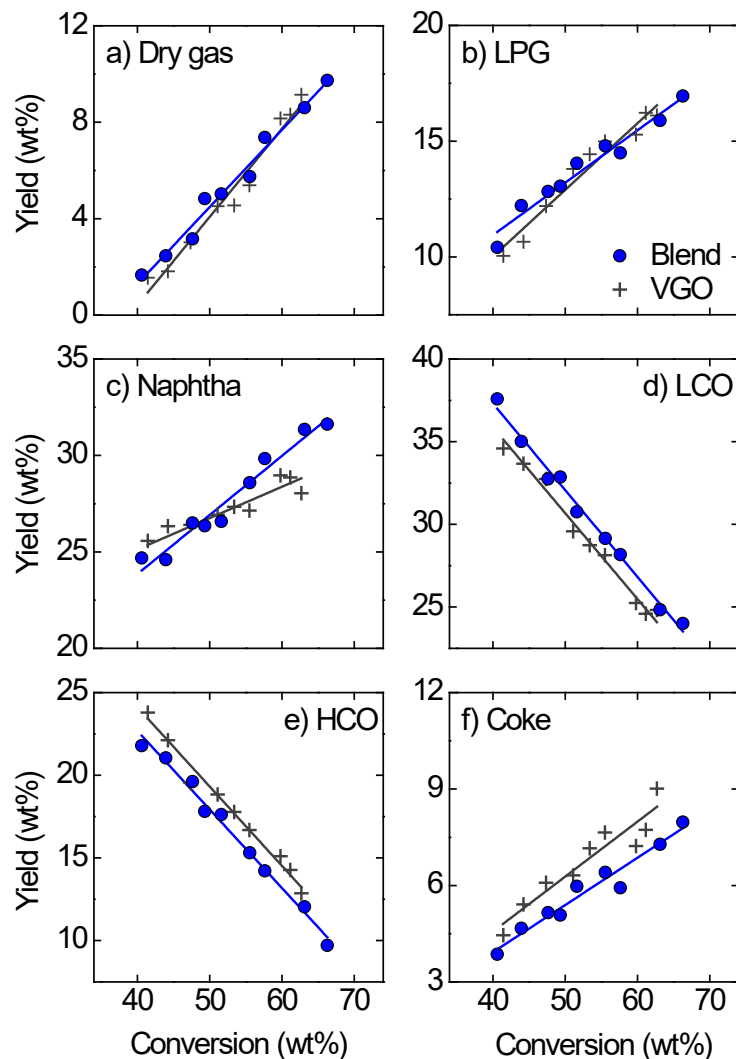 a) Dry gas
b) LPG
Yield (wt%)
12
8
4
0
20
15
10
Blend
VGO
c) Naphtha
d) LCO
Yield (wt%)
35
30
25
20
40
35
30
25
e) HCO
f) Coke
Yield (wt%)
25
20
15
10
12
9
6
3
40 50 60 70
40 50 60 70
Conversion (wt%)
Conversion (wt%)